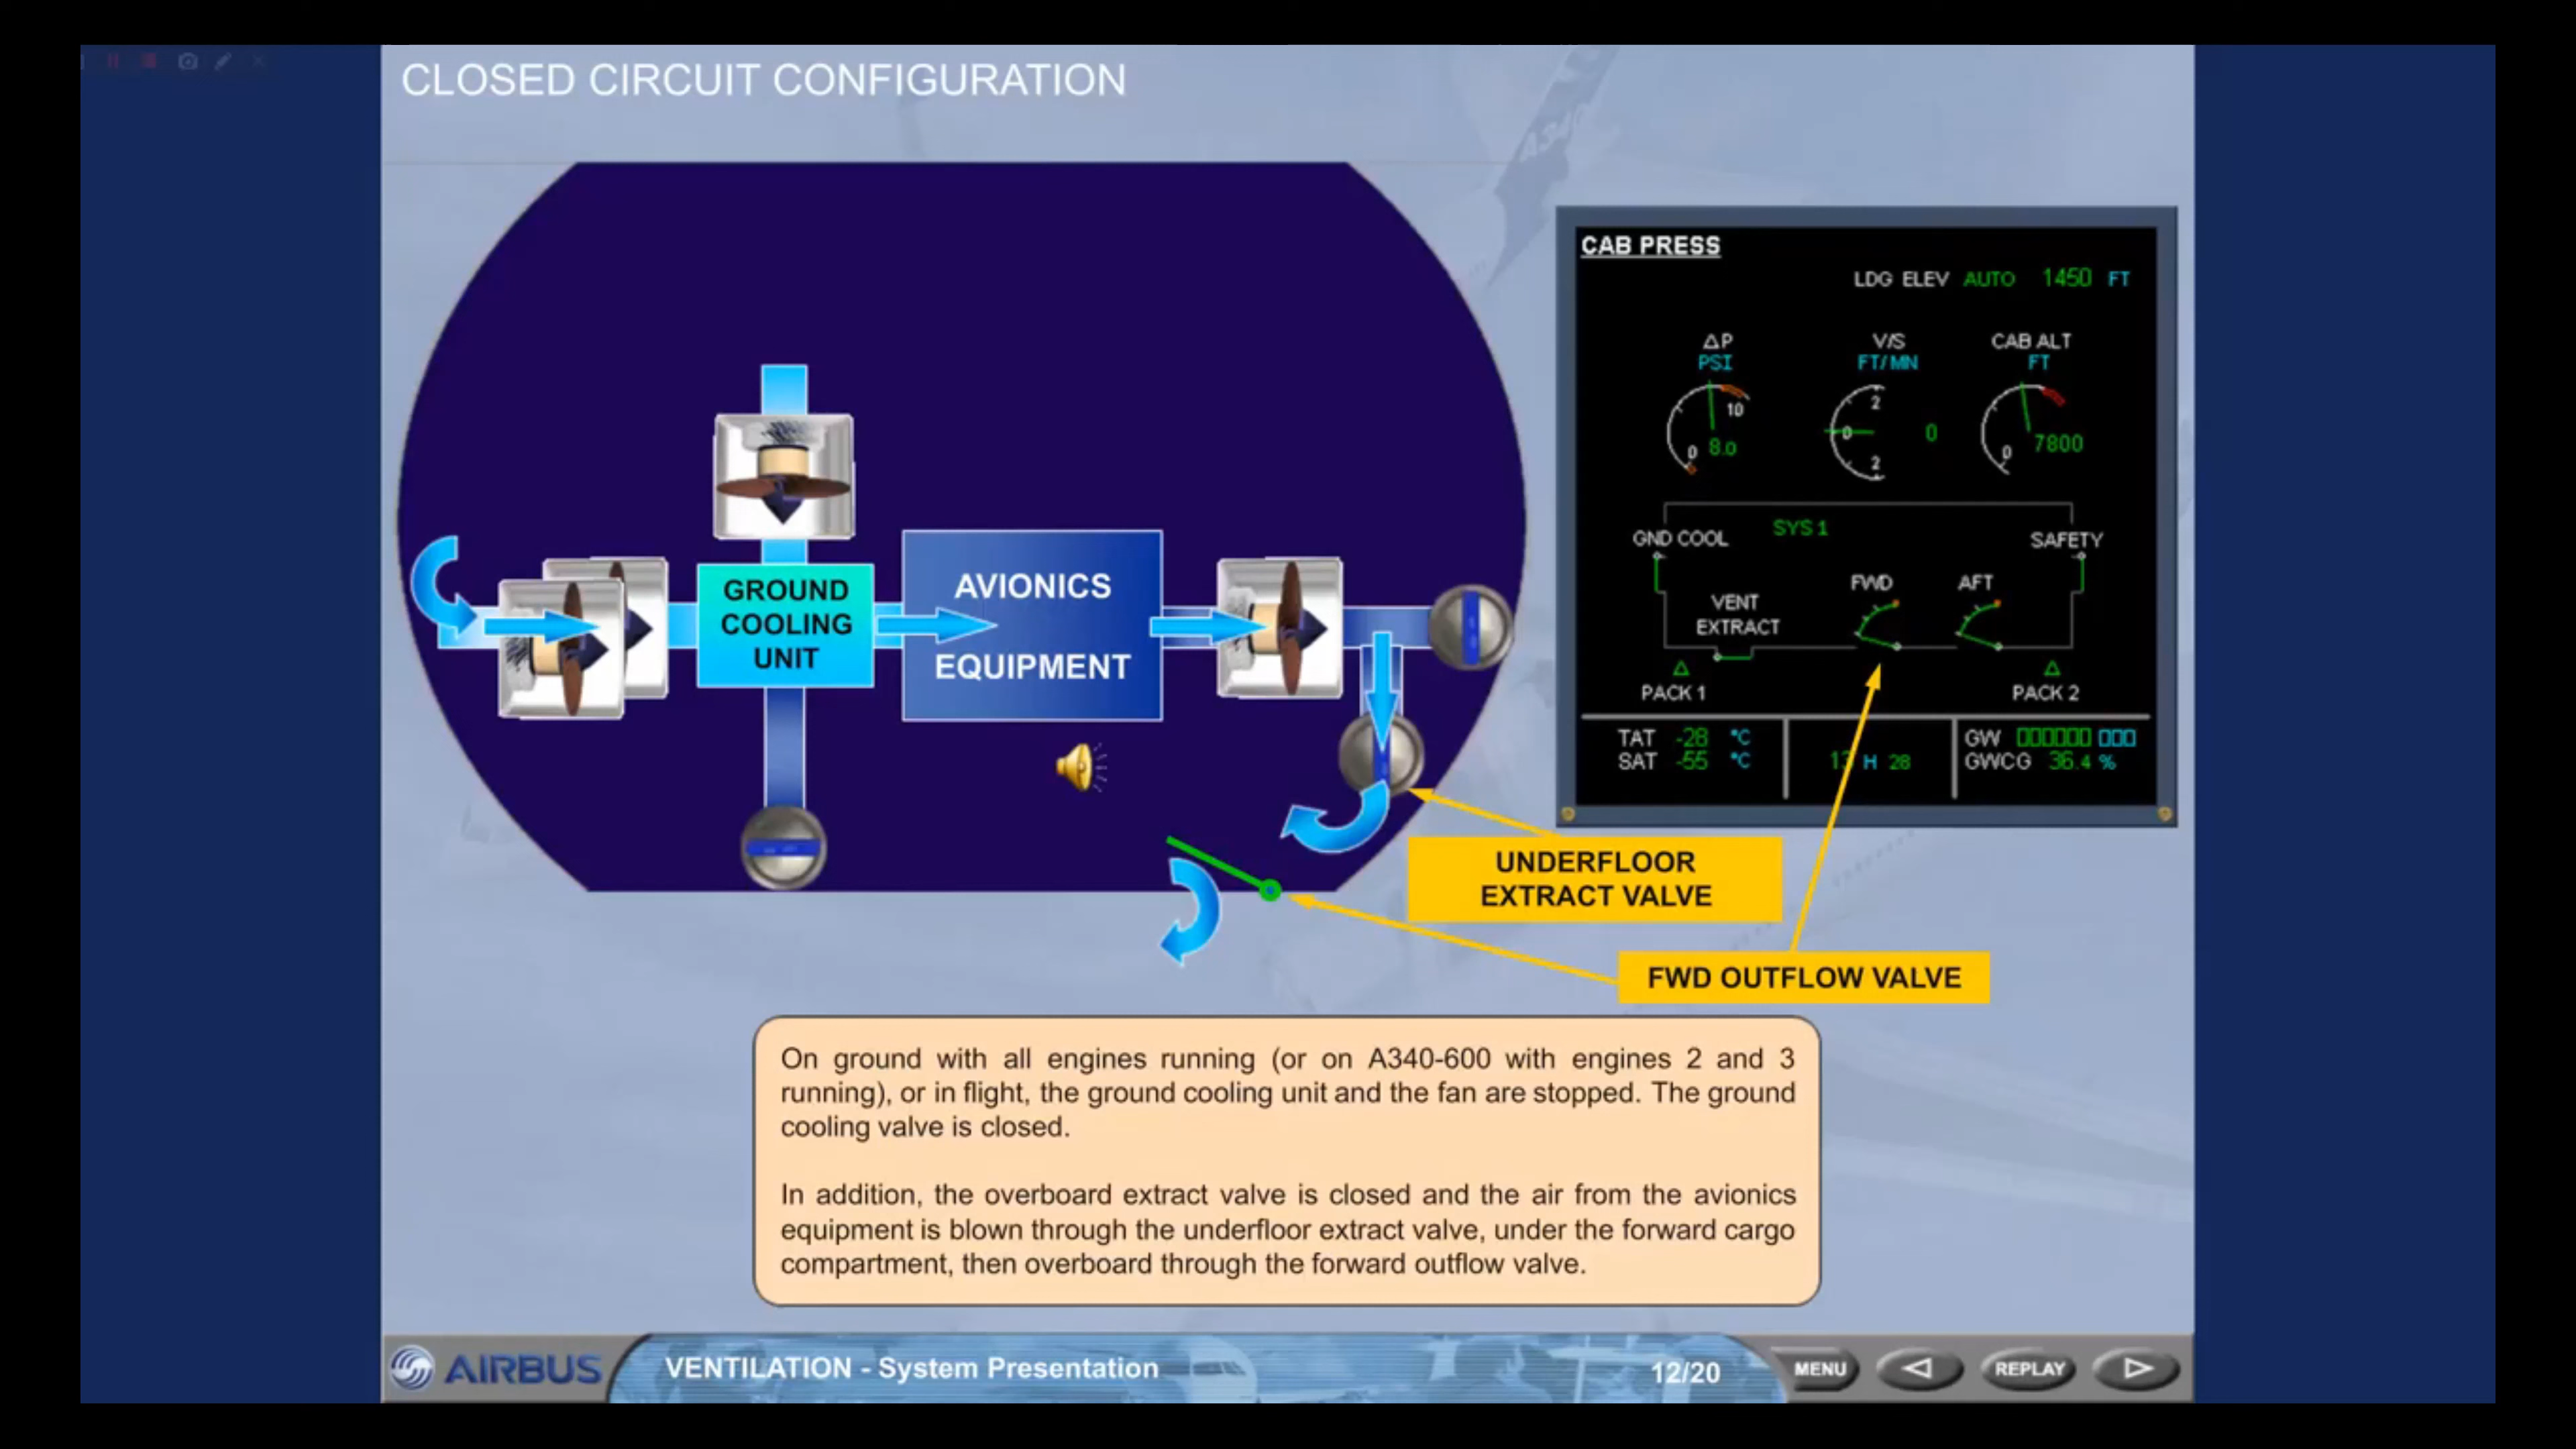 CLOSED CIRCUIT CONFIGURATION
A340
GROUND
COOLING
UNIT
AVIONICS
EQUIPMENT
CAB PRESS
LDG ELEV AUTO 1450 FT
ΔP
PSI
V/S
FT/MN
CAB ALT
FT
10
0
8.0
2
0
2
0
0
7800
GND COOL
SYS 1
SAFETY
VENT
EXTRACT
FWD
AFT
PACK 1
PACK 2
TAT -28 °C
SAT -55 °C
H 28
GW
GWCG 36.4 %
UNDERFLOOR
EXTRACT VALVE
FWD OUTFLOW VALVE
On ground with all engines running (or on A340-600 with engines 2 and 3
running), or in flight, the ground cooling unit and the fan are stopped. The ground
cooling valve is closed.
In addition, the overboard extract valve is closed and the air from the avionics
equipment is blown through the underfloor extract valve, under the forward cargo
compartment, then overboard through the forward outflow valve.
AIRBUS
VENTILATION - System Presentation
12/20
MENU
REPLAY